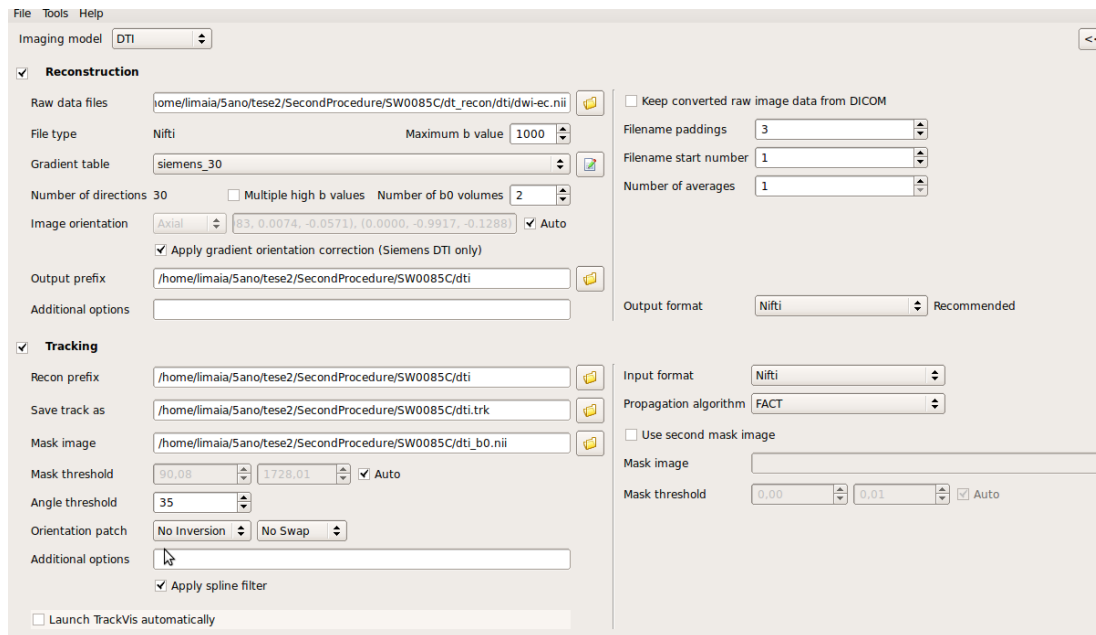 File Tools Help
Imaging model DTI
<<
Reconstruction
Raw data files home/limaia/5ano/tese2/SecondProcedure/SW0085C/dt_recon/dti/dwi-ec.nii
Keep converted raw image data from DICOM
File type Nifti Maximum b value 1000
Filename paddings 3
Gradient table siemens_30
Filename start number 1
Number of directions 30 Multiple high b values Number of b0 volumes 2
Number of averages 1
Image orientation Axial 983, 0.0074, -0.0571), (0.0000, -0.9917, -0.1288) Auto
Apply gradient orientation correction (Siemens DTI only)
Output prefix /home/limaia/5ano/tese2/SecondProcedure/SW0085C/dti
Additional options
Output format Nifti Recommended
Tracking
Recon prefix /home/limaia/5ano/tese2/SecondProcedure/SW0085C/dti
Input format Nifti
Save track as /home/limaia/5ano/tese2/SecondProcedure/SW0085C/dti.trk
Propagation algorithm FACT
Mask image /home/limaia/5ano/tese2/SecondProcedure/SW0085C/dti_b0.nii
Use second mask image
Mask threshold 90,08 1728,01 Auto
Mask image
Angle threshold 35
Mask threshold 0,00 0,01 Auto
Orientation patch No Inversion No Swap
Additional options
Apply spline filter
Launch TrackVis automatically